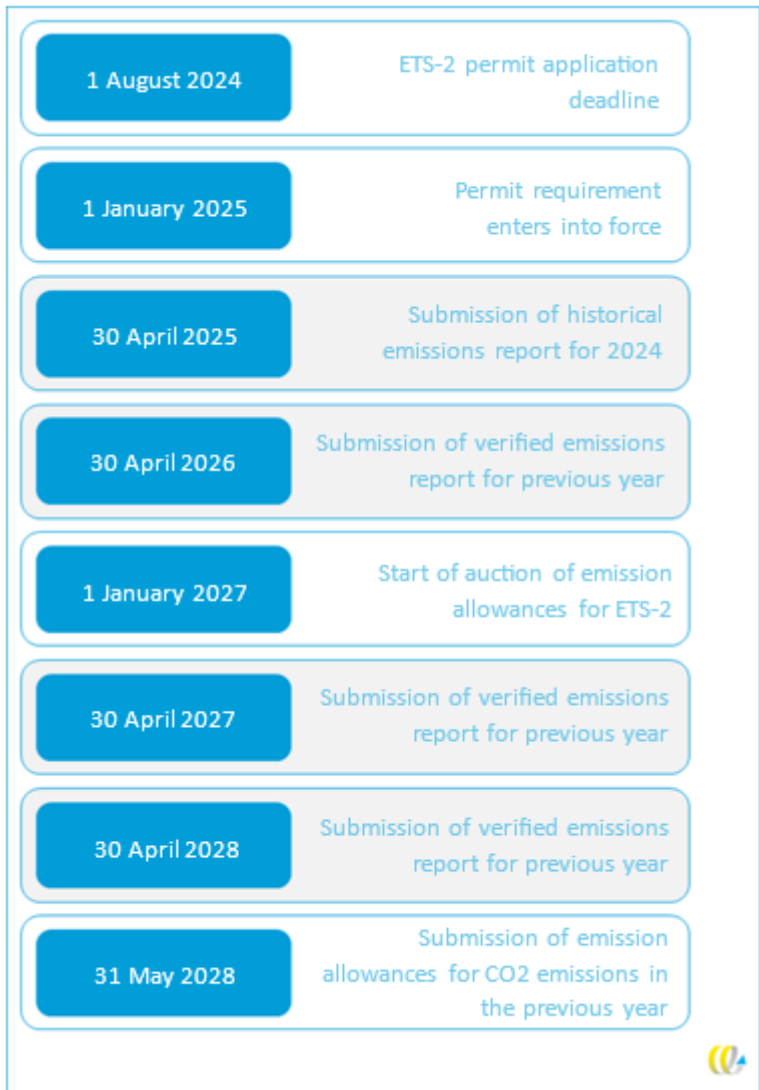 1 August 2024
ETS-2 permit application
deadline
1 January 2025
Permit requirement
enters into force
30 April 2025
Submission of historical
emissions report for 2024
30 April 2026
Submission of verified emissions
report for previous year
1 January 2027
Start of auction of emission
allowances for ETS-2
30 April 2027
Submission of verified emissions
report for previous year
30 April 2028
Submission of verified emissions
report for previous year
31 May 2028
Submission of emission
allowances for CO2 emissions in
the previous year